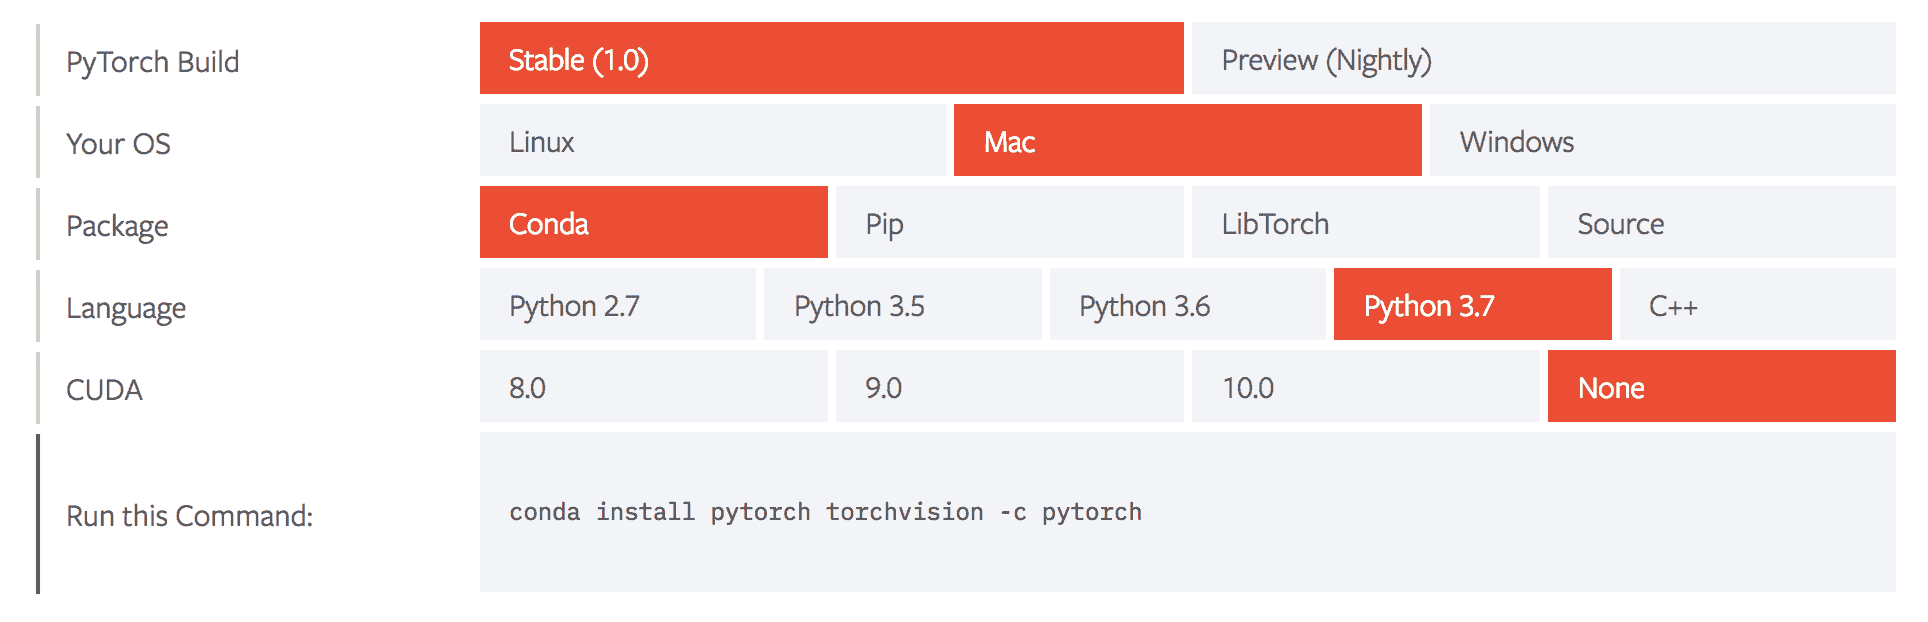 PyTorch Build Stable (1.0) Preview (Nightly)
Your OS Linux Mac Windows
Package Conda Pip LibTorch Source
Language Python 2.7 Python 3.5 Python 3.6 Python 3.7 C++
CUDA 8.0 9.0 10.0 None
Run this Command: conda install pytorch torchvision -c pytorch